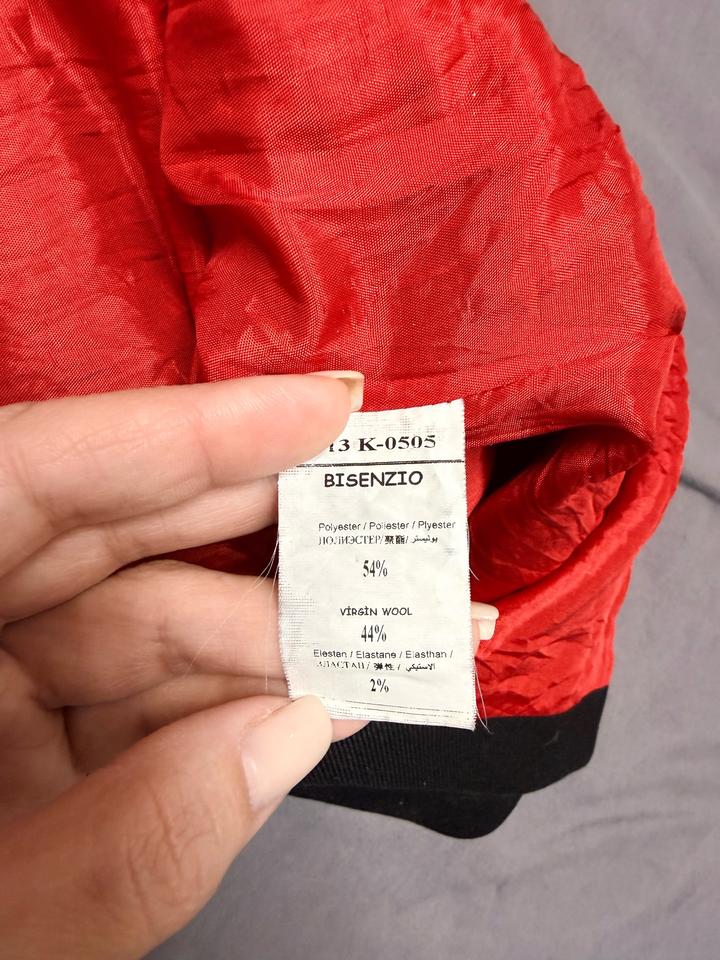 13 K-0505
BISENZIO
Polyester / Poliester / Plyester
ПОЛИЭСТЕР/聚酯/ بوليستر
54%
VİRGİN WOOL
44%
Elestan / Elastane / Elasthan /
ЭЛАСТАН / 弹性 / الاستيكي
2%